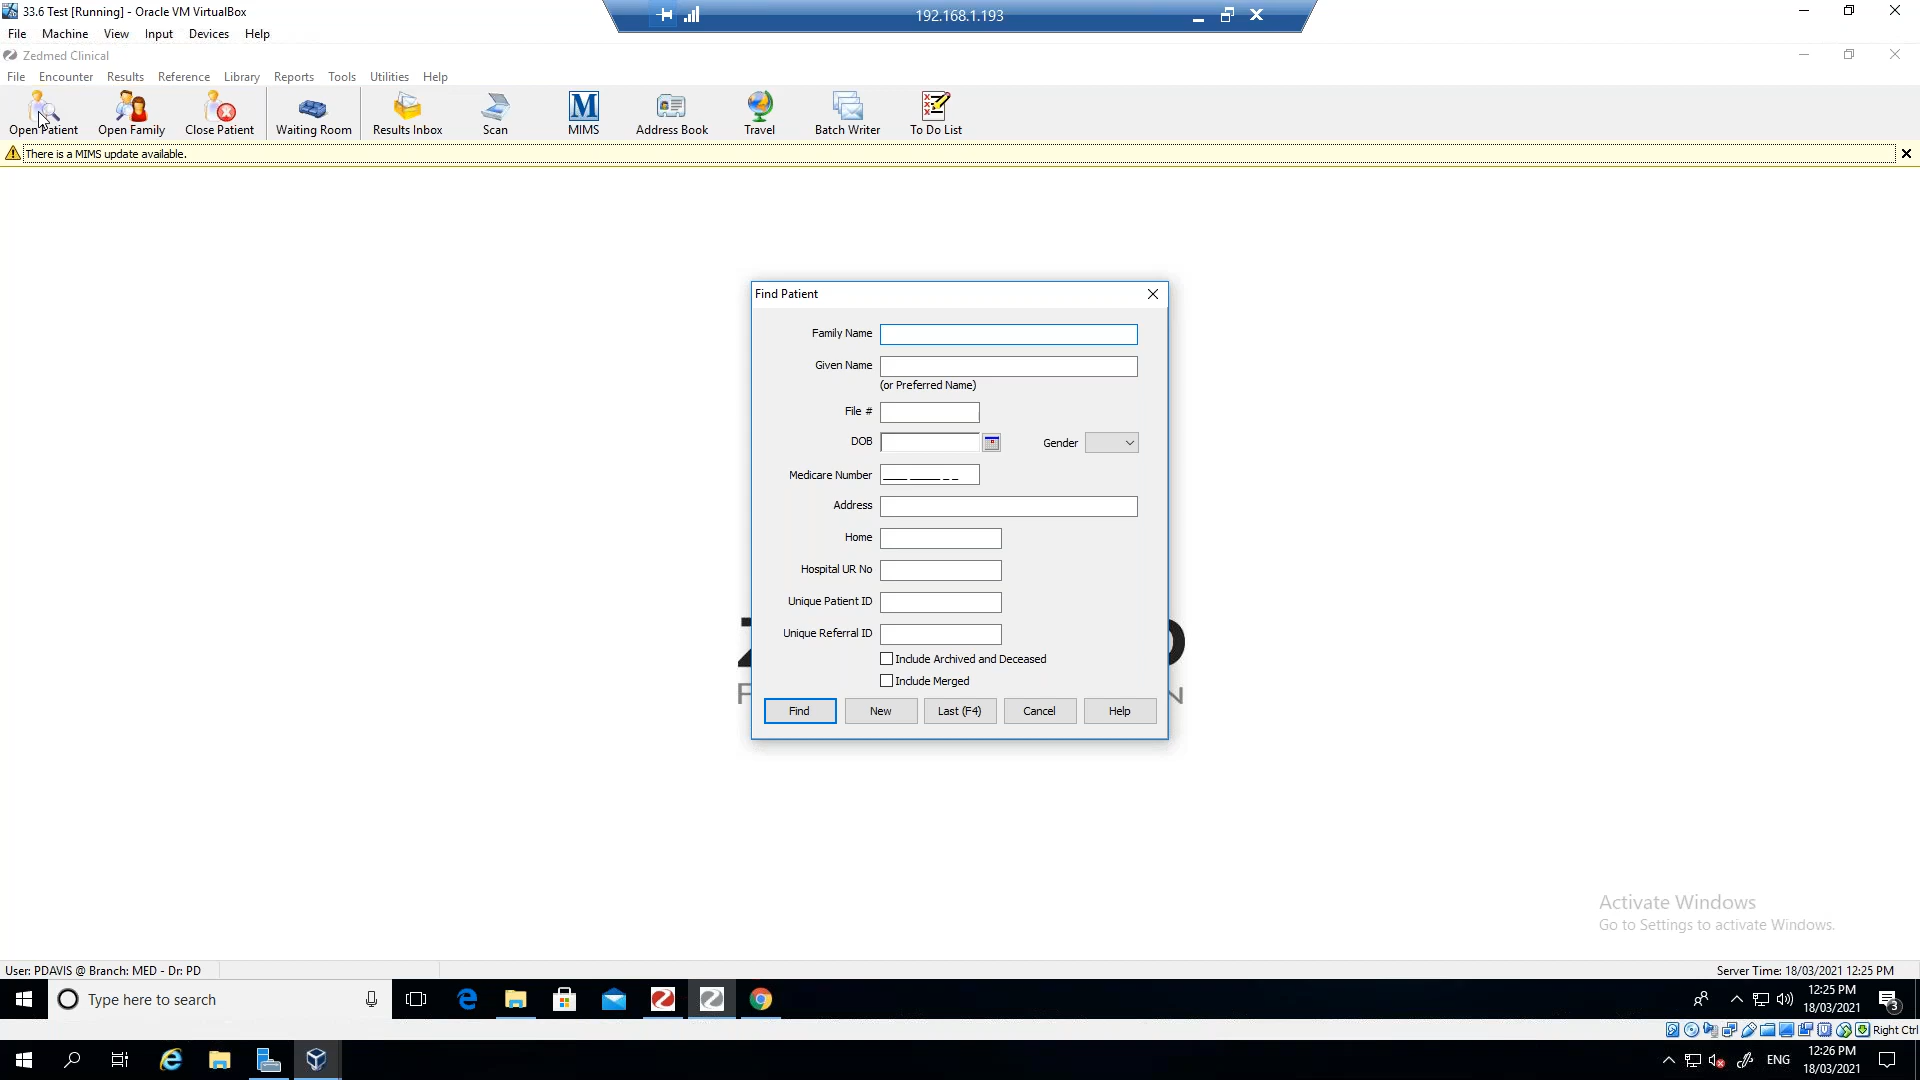 33.6 Test [Running] - Oracle VM VirtualBox
192.168.1.193
File Machine View Input Devices Help
Zedmed Clinical
File Encounter Results Reference Library Reports Tools Utilities Help
Open Patient Open Family Close Patient Waiting Room Results Inbox Scan MIMS Address Book Travel Batch Writer To Do List
There is a MIMS update available.
Find Patient
Family Name
Given Name
(or Preferred Name)
File #
DOB
Gender
Medicare Number
Address
Home
Hospital UR No
Unique Patient ID
Unique Referral ID
Include Archived and Deceased
Include Merged
Find New Last (F4) Cancel Help
Activate Windows
Go to Settings to activate Windows.
User: PDAVIS @ Branch: MED - Dr: PD
Server Time: 18/03/2021 12:25 PM
Type here to search
12:25 PM
18/03/2021
3
Right Ctrl
ENG
12:26 PM
18/03/2021